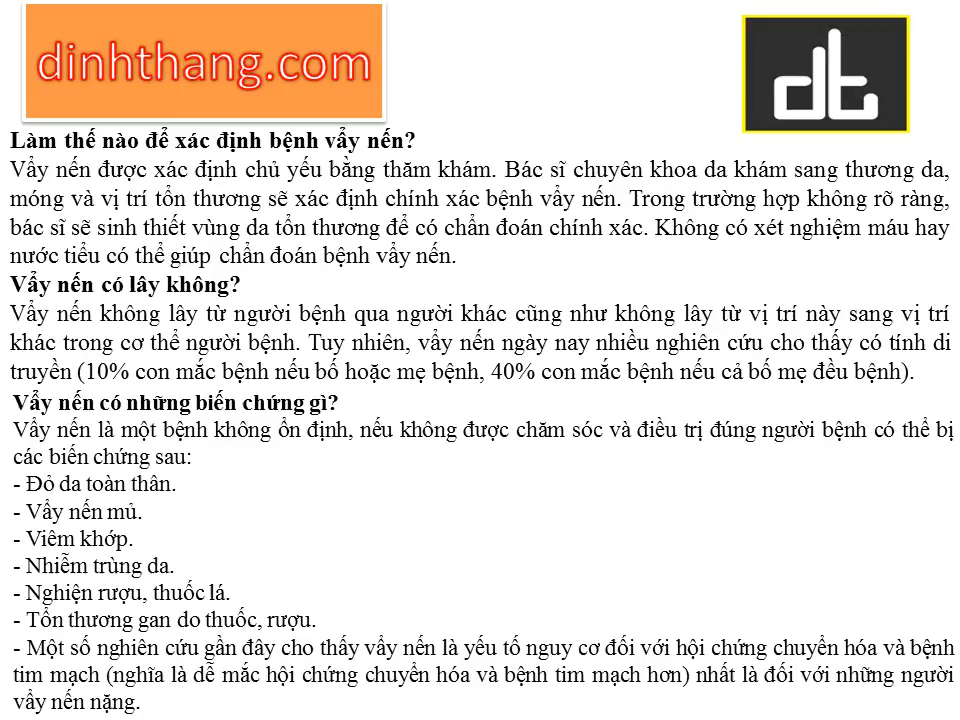 dinhthang.com
dt
Làm thế nào để xác định bệnh vẩy nến?
Vẩy nến được xác định chủ yếu bằng thăm khám. Bác sĩ chuyên khoa da khám sang thương da,
móng và vị trí tổn thương sẽ xác định chính xác bệnh vẩy nến. Trong trường hợp không rõ ràng,
bác sĩ sẽ sinh thiết vùng da tổn thương để có chẩn đoán chính xác. Không có xét nghiệm máu hay
nước tiểu có thể giúp chẩn đoán bệnh vẩy nến.
Vẩy nến có lây không?
Vẩy nến không lây từ người bệnh qua người khác cũng như không lây từ vị trí này sang vị trí
khác trong cơ thể người bệnh. Tuy nhiên, vẩy nến ngày nay nhiều nghiên cứu cho thấy có tính di
truyền (10% con mắc bệnh nếu bố hoặc mẹ bệnh, 40% con mắc bệnh nếu cả bố mẹ đều bệnh).
Vẩy nến có những biến chứng gì?
Vẩy nến là một bệnh không ổn định, nếu không được chăm sóc và điều trị đúng người bệnh có thể bị
các biến chứng sau:
- Đỏ da toàn thân.
- Vẩy nến mủ.
- Viêm khớp.
- Nhiễm trùng da.
- Nghiện rượu, thuốc lá.
- Tổn thương gan do thuốc, rượu.
- Một số nghiên cứu gần đây cho thấy vẩy nến là yếu tố nguy cơ đối với hội chứng chuyển hóa và bệnh
tim mạch (nghĩa là dễ mắc hội chứng chuyển hóa và bệnh tim mạch hơn) nhất là đối với những người
vẩy nến nặng.